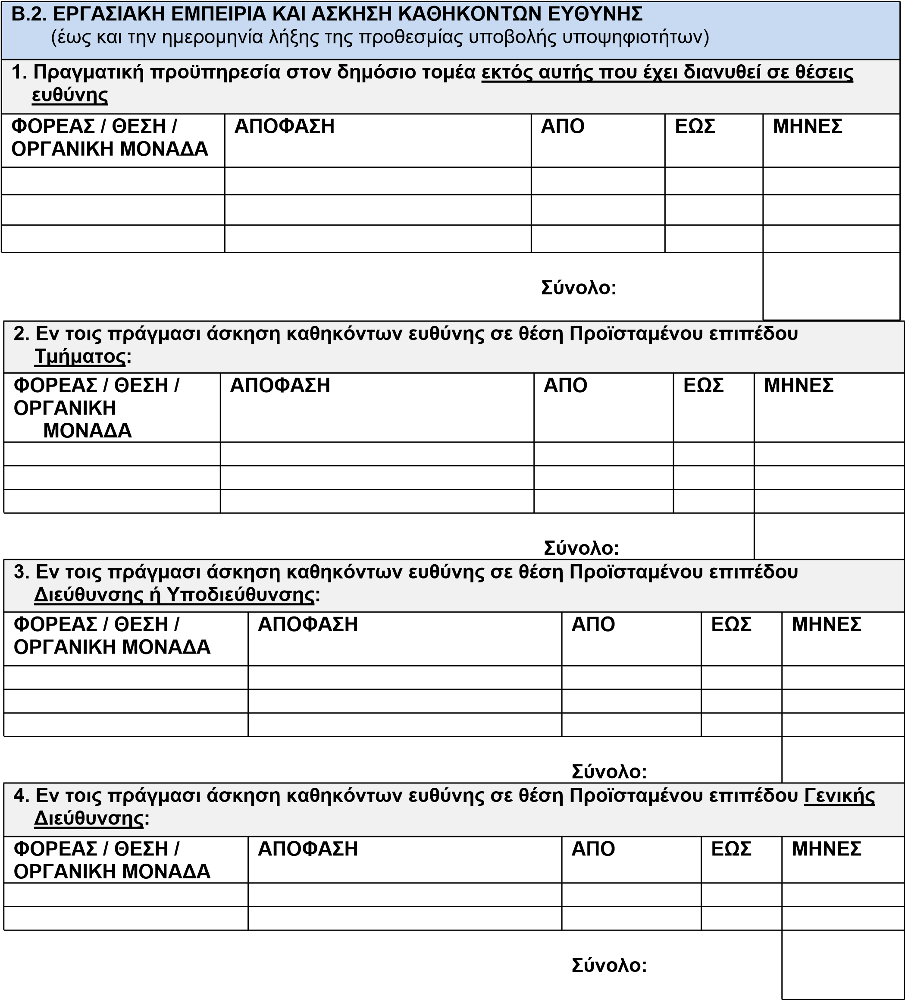 Β.2. ΕΡΓΑΣΙΑΚΗ ΕΜΠΕΙΡΙΑ ΚΑΙ ΑΣΚΗΣΗ ΚΑΘΗΚΟΝΤΩΝ ΕΥΘΥΝΗΣ
(έως και την ημερομηνία λήξης της προθεσμίας υποβολής υποψηφιοτήτων)
1. Πραγματική προϋπηρεσία στον δημόσιο τομέα εκτός αυτής που έχει διανυθεί σε θέσεις
ευθύνης
ΦΟΡΕΑΣ / ΘΕΣΗ / ΑΠΟΦΑΣΗ ΑΠΟ ΕΩΣ ΜΗΝΕΣ
ΟΡΓΑΝΙΚΗ ΜΟΝΑΔΑ
Σύνολο:
2. Εν τοις πράγμασι άσκηση καθηκόντων ευθύνης σε θέση Προϊσταμένου επιπέδου
Τμήματος:
ΦΟΡΕΑΣ / ΘΕΣΗ / ΑΠΟΦΑΣΗ ΑΠΟ ΕΩΣ ΜΗΝΕΣ
ΟΡΓΑΝΙΚΗ
ΜΟΝΑΔΑ
Σύνολο:
3. Εν τοις πράγμασι άσκηση καθηκόντων ευθύνης σε θέση Προϊσταμένου επιπέδου
Διεύθυνσης ή Υποδιεύθυνσης:
ΦΟΡΕΑΣ / ΘΕΣΗ / ΑΠΟΦΑΣΗ ΑΠΟ ΕΩΣ ΜΗΝΕΣ
ΟΡΓΑΝΙΚΗ ΜΟΝΑΔΑ
Σύνολο:
4. Εν τοις πράγμασι άσκηση καθηκόντων ευθύνης σε θέση Προϊσταμένου επιπέδου Γενικής
Διεύθυνσης:
ΦΟΡΕΑΣ / ΘΕΣΗ / ΑΠΟΦΑΣΗ ΑΠΟ ΕΩΣ ΜΗΝΕΣ
ΟΡΓΑΝΙΚΗ ΜΟΝΑΔΑ
Σύνολο: